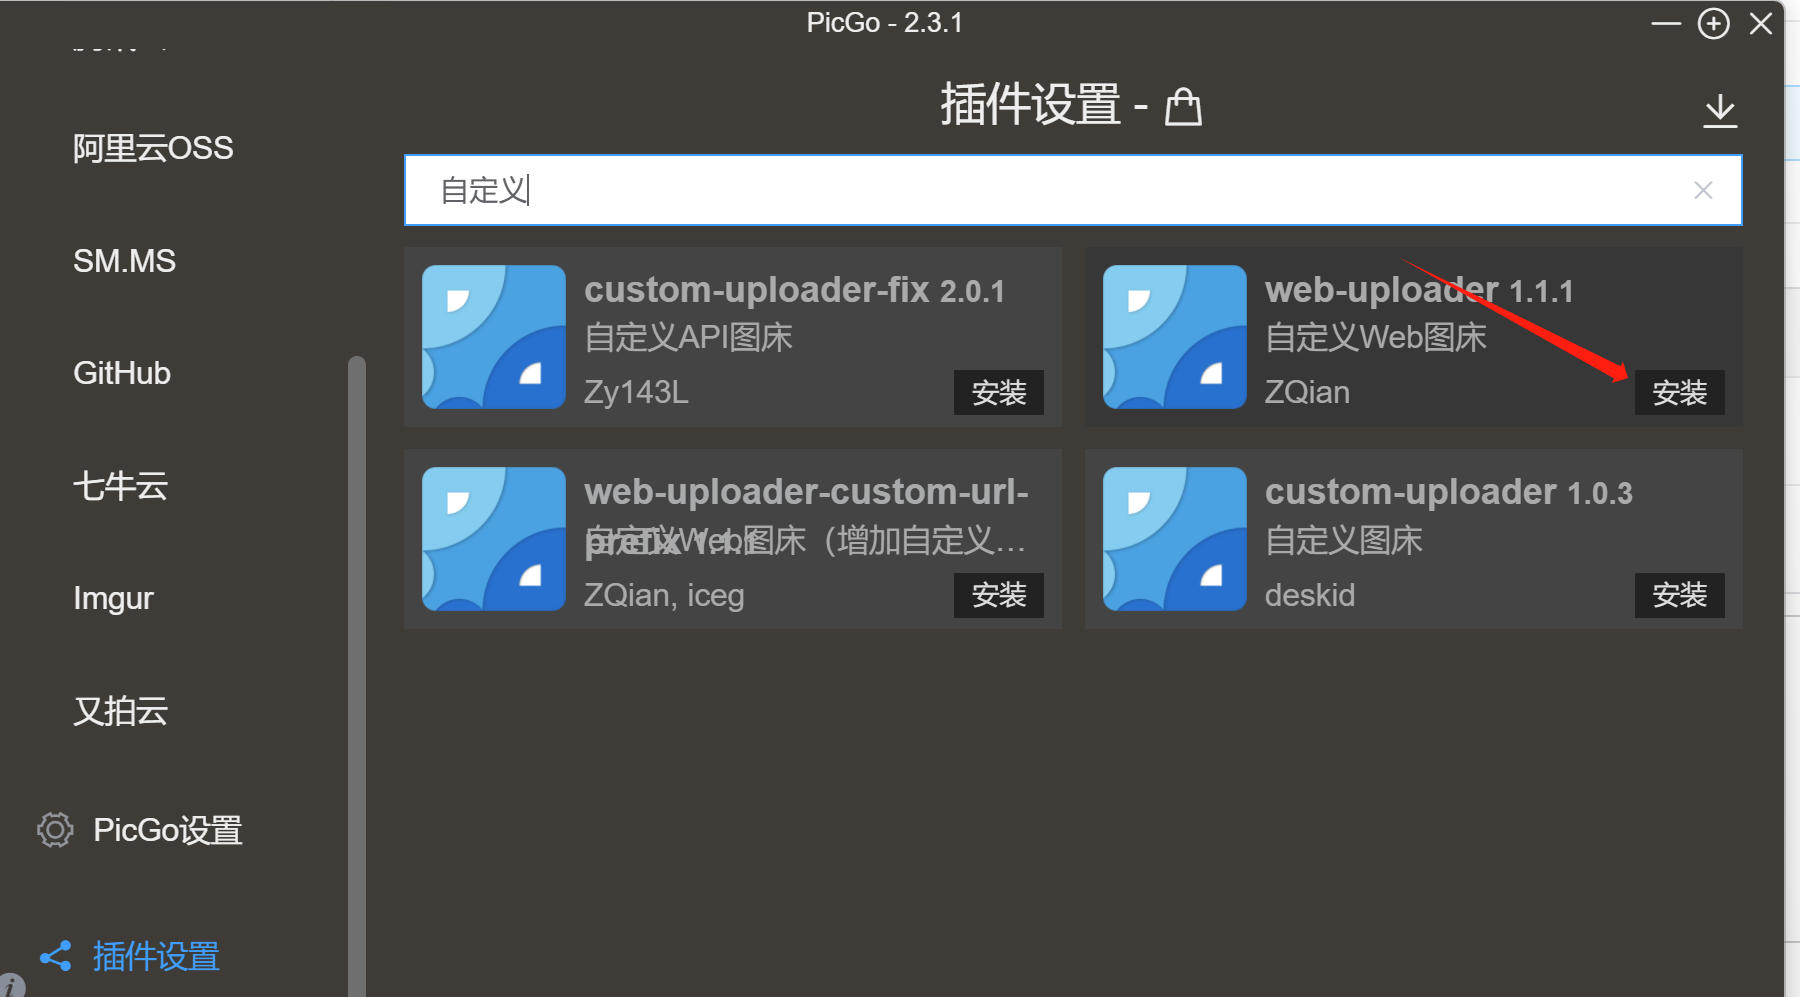 PicGo - 2.3.1
阿里云OSS
SM.MS
GitHub
七牛云
Imgur
又拍云
PicGo设置
插件设置
插件设置 -
自定义
custom-uploader-fix 2.0.1
自定义API图床
Zy143L
安装
web-uploader 1.1.1
自定义Web图床
ZQian
安装
web-uploader-custom-url-
prefix 1.1.1
自定义Web图床（增加自定义...
ZQian, iceg
安装
custom-uploader 1.0.3
自定义图床
deskid
安装